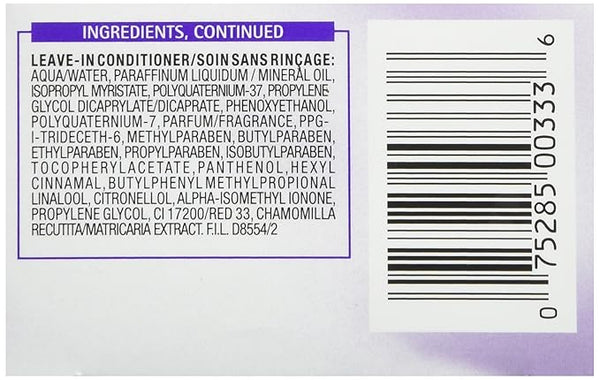 INGREDIENTS, CONTINUED
LEAVE-IN CONDITIONER/SOIN SANS RINÇAGE:
AQUA/WATER, PARAFFINUM LIQUIDUM / MINERAL OIL,
ISOPROPYL MYRISTATE, POLYQUATERNIUM-37, PROPYLENE
GLYCOL DICAPRYLATE/DICAPRATE, PHENOXYETHANOL,
POLYQUATERNIUM-7, PARFUM/FRAGRANCE, PPG-
I-TRIDECETH-6, METHYLPARABEN, BUTYLPARABEN,
ETHYLPARABEN, PROPYLPARABEN, ISOBUTYLPARABEN,
TOCOPHERYLACETATE, PANTHENOL, HEXYL
CINNAMAL, BUTYLPHENYL METHYLPROPIONAL
LINALOOL, CITRONELLOL, ALPHA-ISOMETHYL IONONE,
PROPYLENE GLYCOL, CI 17200/RED 33, CHAMOMILLA
RECUTITA/MATRICARIA EXTRACT. F.I.L. D8554/2
0 75285 00333 6